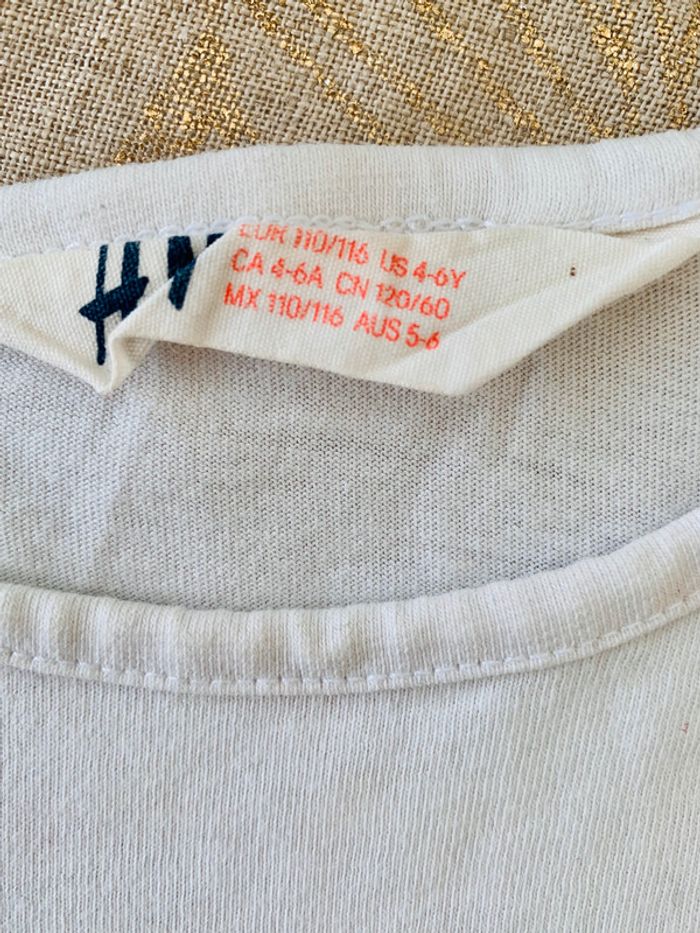 H
EUR 110/116 US 4-6Y
CA 4-6A CN 120/60
MX 110/116 AUS 5-6